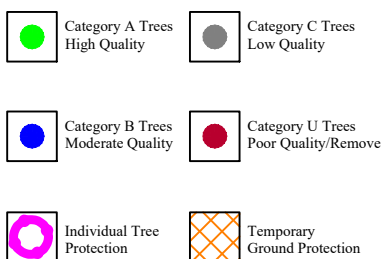 Category A Trees
High Quality
Category C Trees
Low Quality
Category B Trees
Moderate Quality
Category U Trees
Poor Quality/Remove
Individual Tree
Protection
Temporary
Ground Protection